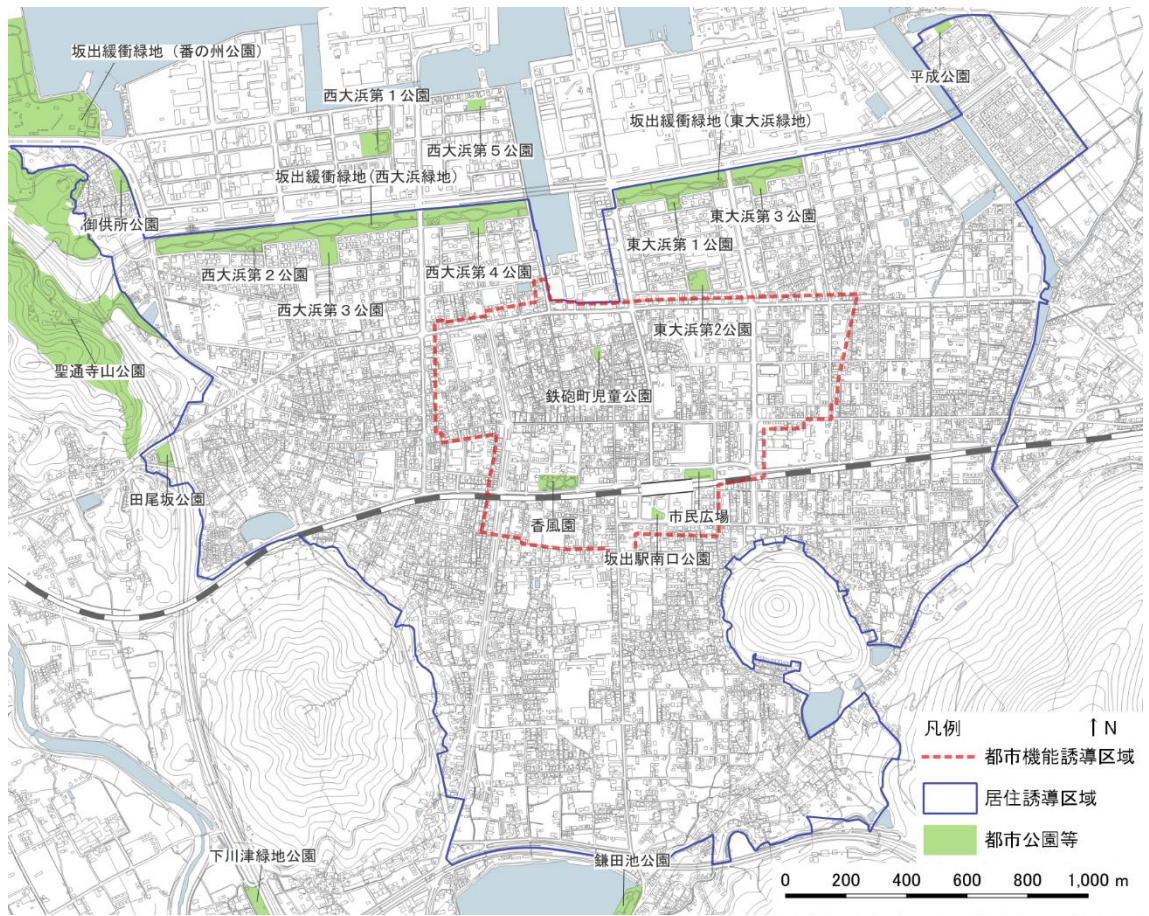 坂出緩衝緑地（番の州公園）
平成公園
西大浜第１公園
坂出緩衝緑地(東大浜緑地)
西大浜第５公園
坂出緩衝緑地(西大浜緑地)
御供所公園
東大浜第３公園
東大浜第１公園
西大浜第２公園
西大浜第４公園
西大浜第３公園
東大浜第2公園
聖通寺山公園
鉄砲町児童公園
田尾坂公園
香風園
市民広場
坂出駅南口公園
凡例
↑N
都市機能誘導区域
居住誘導区域
都市公園等
下川津緑地公園
鎌田池公園
0 200 400 600 800 1,000 m